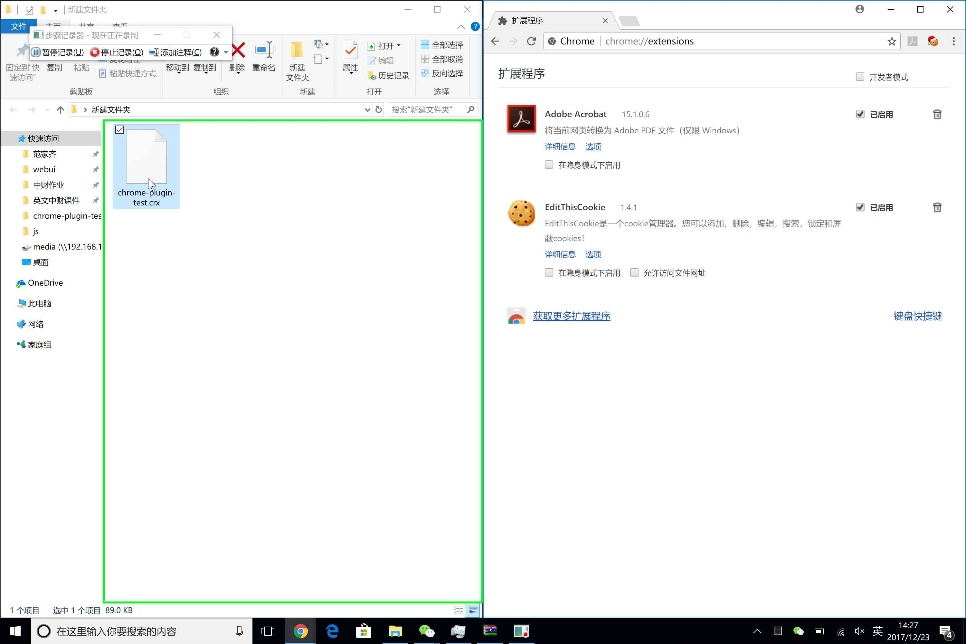 新建文件夹
文件
步骤记录器 - 现在正在录制
暂停记录(U) 停止记录(O) 添加注释(C)
固定到"快速访问" 复制 粘贴 粘贴快捷方式 移动到 复制到 删除 重命名 新建文件夹 属性 打开 编辑 历史记录 全部选择 全部取消 反向选择
剪贴板 组织 新建 打开 选择
新建文件夹 搜索"新建文件夹"
快速访问
范家齐
webui
中财作业
英文中财课件
chrome-plugin-tes
js
media (\\192.168.1
桌面
OneDrive
此电脑
网络
家庭组
chrome-plugin-
test.crx
1 个项目 选中 1 个项目 89.0 KB
扩展程序
Chrome chrome://extensions
扩展程序 开发者模式
Adobe Acrobat 15.1.0.6 已启用
将当前网页转换为 Adobe PDF 文件（仅限 Windows）
详细信息 选项
在隐身模式下启用
EditThisCookie 1.4.1 已启用
EditThisCookie是一个cookie管理器。您可以添加，删除，编辑，搜索，锁定和屏
蔽cookies！
详细信息 选项
在隐身模式下启用 允许访问文件网址
获取更多扩展程序 键盘快捷键
在这里输入你要搜索的内容
英
14:27
2017/12/23